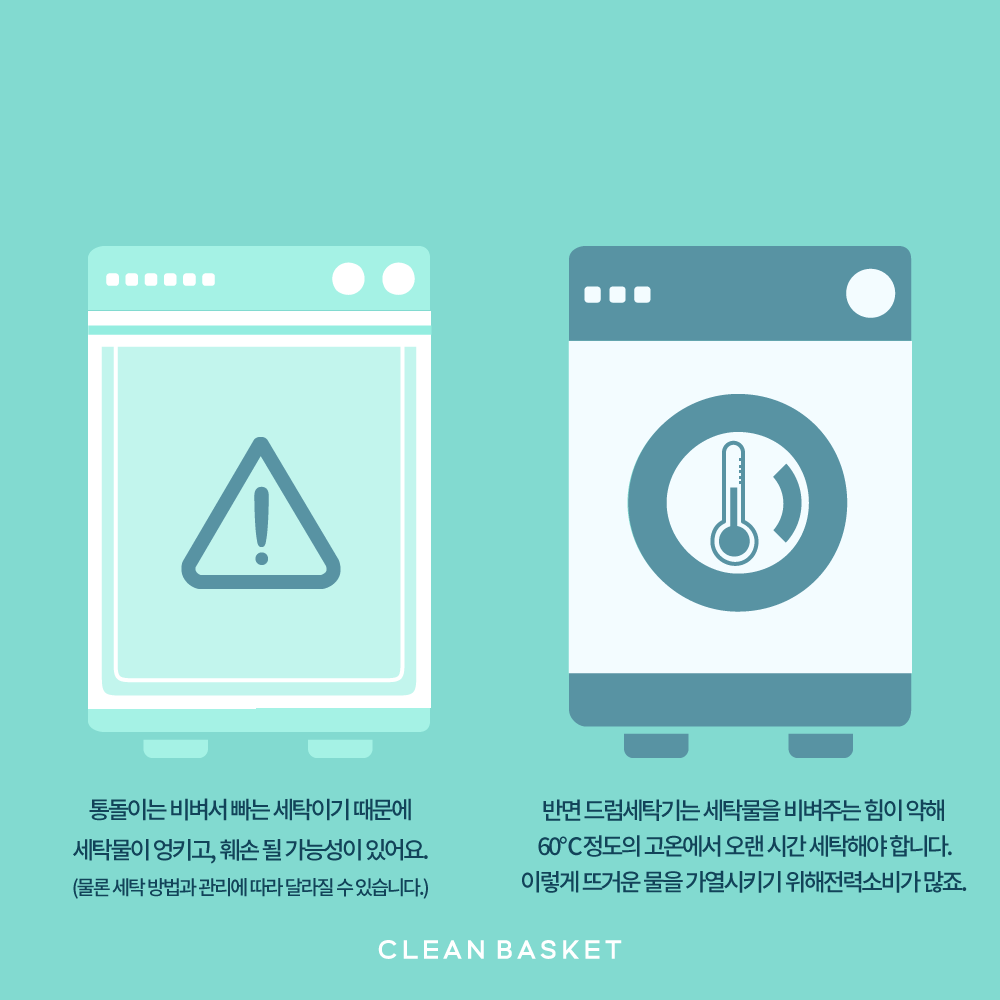 통돌이는 비벼서 빠는 세탁이기 때문에
세탁물이 엉키고, 훼손 될 가능성이 있어요.
(물론 세탁 방법과 관리에 따라 달라질 수 있습니다.)
반면 드럼세탁기는 세탁물을 비벼주는 힘이 약해
60°C 정도의 고온에서 오랜 시간 세탁해야 합니다.
이렇게 뜨거운 물을 가열시키기 위해전력소비가 많죠.
CLEAN BASKET